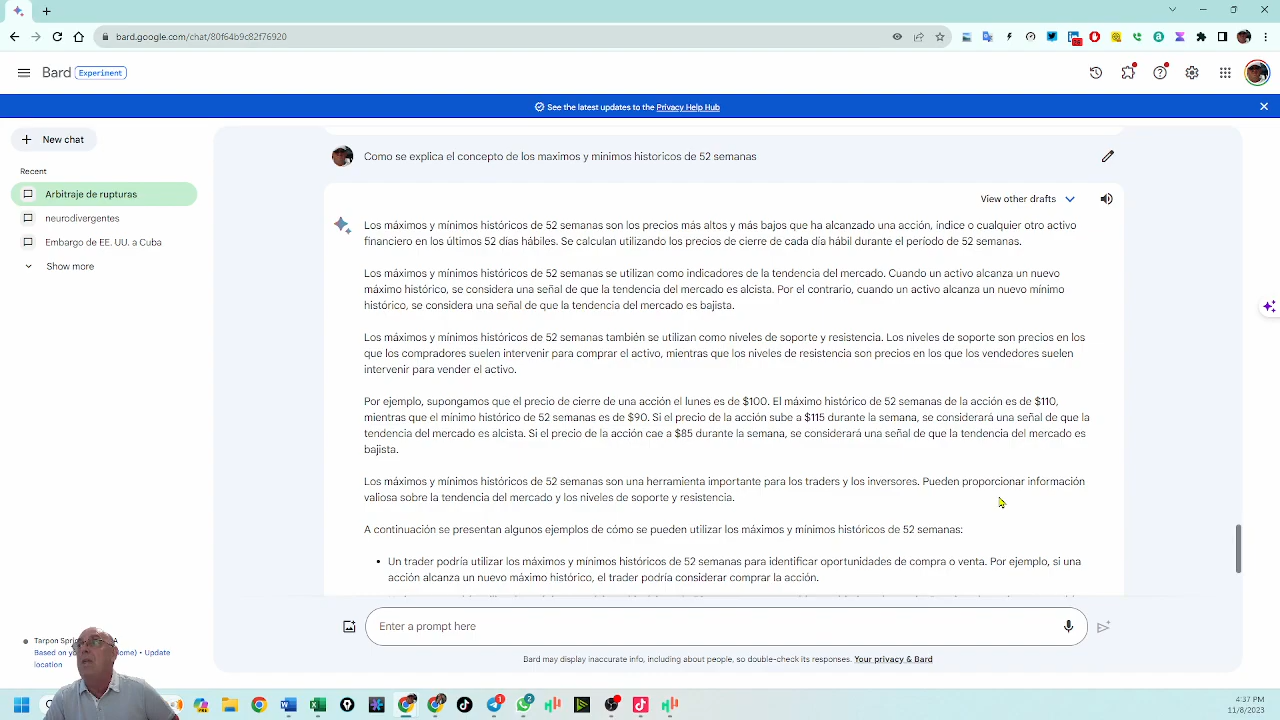 bard.google.com/chat/80f64b9c82f76920
Bard Experiment
See the latest updates to the Privacy Help Hub
New chat
Recent
Arbitraje de rupturas
neurodivergentes
Embargo de EE. UU. a Cuba
Show more
Como se explica el concepto de los maximos y minimos historicos de 52 semanas
View other drafts
Los máximos y mínimos históricos de 52 semanas son los precios más altos y más bajos que ha alcanzado una acción, índice o cualquier otro activo
financiero en los últimos 52 días hábiles. Se calculan utilizando los precios de cierre de cada día hábil durante el período de 52 semanas.
Los máximos y mínimos históricos de 52 semanas se utilizan como indicadores de la tendencia del mercado. Cuando un activo alcanza un nuevo
máximo histórico, se considera una señal de que la tendencia del mercado es alcista. Por el contrario, cuando un activo alcanza un nuevo mínimo
histórico, se considera una señal de que la tendencia del mercado es bajista.
Los máximos y mínimos históricos de 52 semanas también se utilizan como niveles de soporte y resistencia. Los niveles de soporte son precios en los
que los compradores suelen intervenir para comprar el activo, mientras que los niveles de resistencia son precios en los que los vendedores suelen
intervenir para vender el activo.
Por ejemplo, supongamos que el precio de cierre de una acción el lunes es de $100. El máximo histórico de 52 semanas de la acción es de $110,
mientras que el mínimo histórico de 52 semanas es de $90. Si el precio de la acción sube a $115 durante la semana, se considerará una señal de que la
tendencia del mercado es alcista. Si el precio de la acción cae a $85 durante la semana, se considerará una señal de que la tendencia del mercado es
bajista.
Los máximos y mínimos históricos de 52 semanas son una herramienta importante para los traders y los inversores. Pueden proporcionar información
valiosa sobre la tendencia del mercado y los niveles de soporte y resistencia.
A continuación se presentan algunos ejemplos de cómo se pueden utilizar los máximos y mínimos históricos de 52 semanas:
• Un trader podría utilizar los máximos y mínimos históricos de 52 semanas para identificar oportunidades de compra o venta. Por ejemplo, si una
acción alcanza un nuevo máximo histórico, el trader podría considerar comprar la acción.
Enter a prompt here
Bard may display inaccurate info, including about people, so double-check its responses. Your privacy & Bard
Tarpon
Based on • Update
location
4:37 PM
11/8/2023